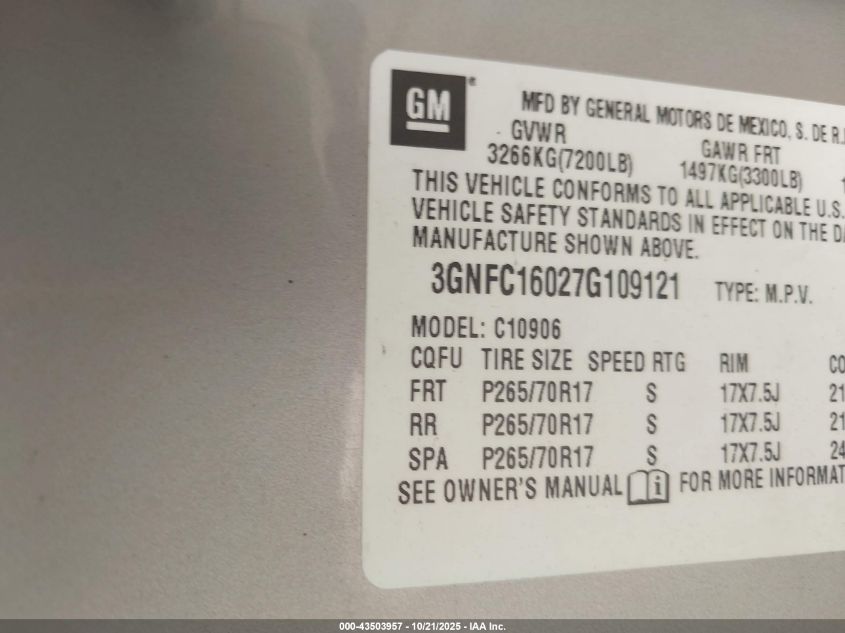 GM
MFD BY GENERAL MOTORS DE MEXICO, S. DE R.
GVWR GAWR FRT
3266KG(7200LB) 1497KG(3300LB)
THIS VEHICLE CONFORMS TO ALL APPLICABLE U.S.
VEHICLE SAFETY STANDARDS IN EFFECT ON THE
MANUFACTURE SHOWN ABOVE.
3GNFC16027G109121 TYPE: M.P.V.
MODEL: C10906
CQFU TIRE SIZE SPEED RTG RIM
FRT P265/70R17 S 17X7.5J
RR P265/70R17 S 17X7.5J
SPA P265/70R17 S 17X7.5J
SEE OWNER'S MANUAL i FOR MORE INFORMAT
000-43503957 - 10/21/2025 - IAA Inc.